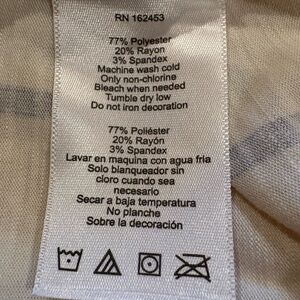 RN 162453
77% Polyester
20% Rayon
3% Spandex
Machine wash cold
Only non-chlorine
Bleach when needed
Tumble dry low
Do not iron decoration
77% Poliéster
20% Rayón
3% Spandex
Lavar en maquina con agua fria
Solo blanqueador sin
cloro cuando sea
necesario
Secar a baja temperatura
No planche
Sobre la decoración